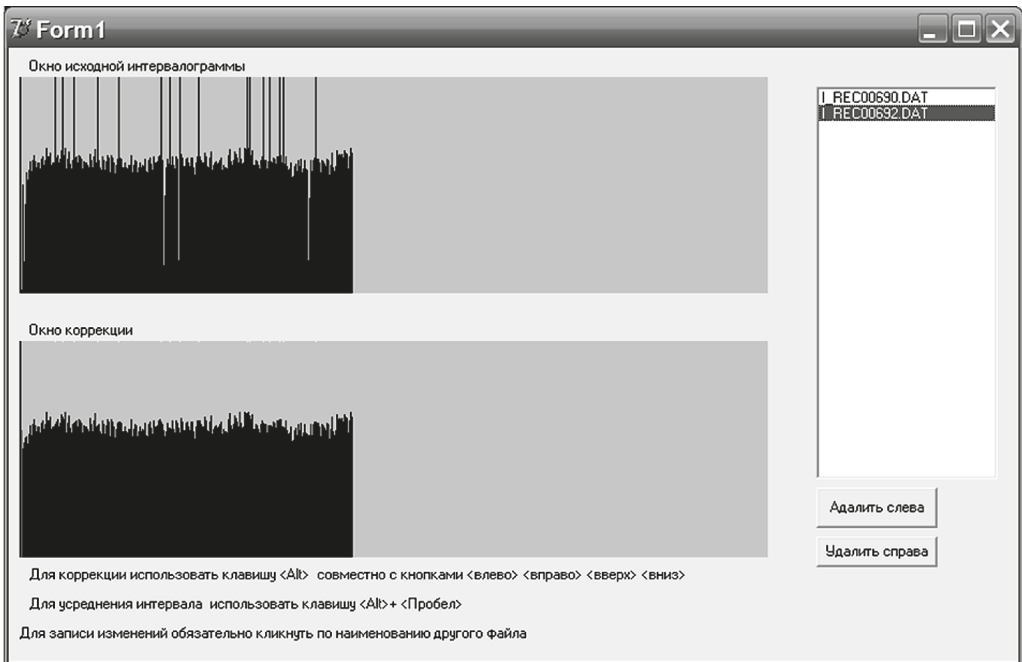 Form1
Окно исходной интервалограммы
I_REC00690.DAT
I_REC00692.DAT
Окно коррекции
Адалить слева
Удалить справа
Для коррекции использовать клавишу <Alt> совместно с кнопками <влево> <вправо> <вверх> <вниз>
Для усреднения интервала использовать клавишу <Alt>+ <Пробел>
Для записи изменений обязательно кликнуть по наименованию другого файла